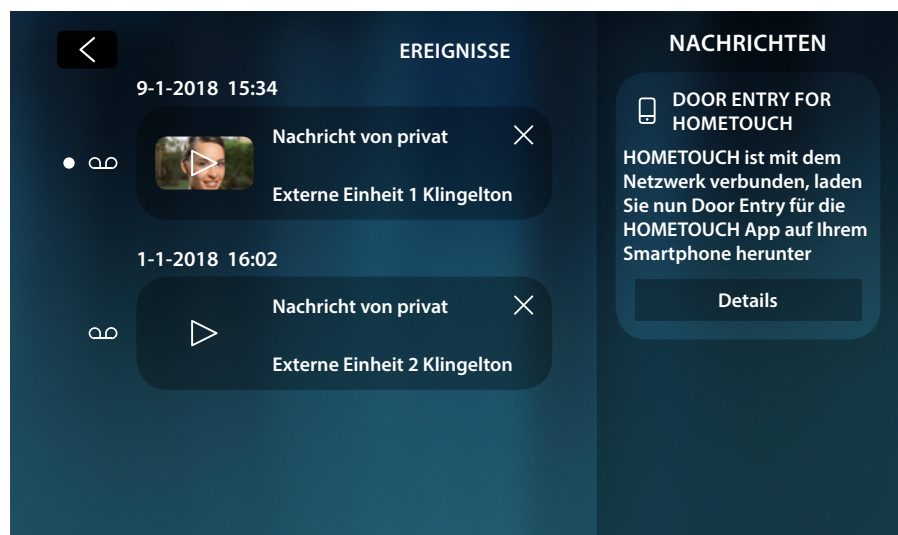 EREIGNISSE
9-1-2018 15:34
Nachricht von privat
Externe Einheit 1 Klingelton
1-1-2018 16:02
Nachricht von privat
Externe Einheit 2 Klingelton
NACHRICHTEN
DOOR ENTRY FOR
HOMETOUCH
HOMETOUCH ist mit dem
Netzwerk verbunden, laden
Sie nun Door Entry für die
HOMETOUCH App auf Ihrem
Smartphone herunter
Details